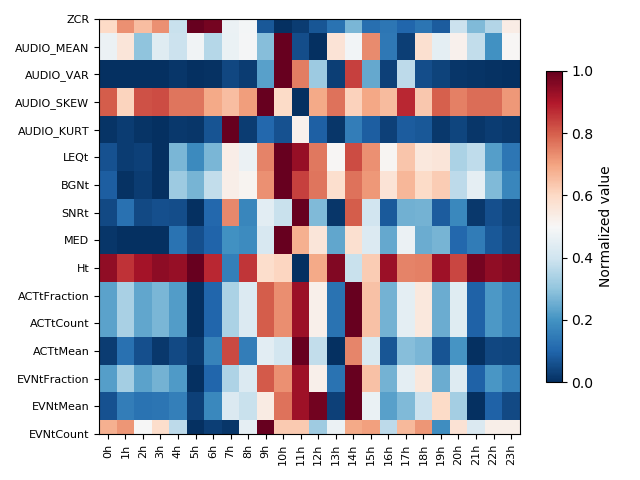 ZCR
AUDIO_MEAN
AUDIO_VAR
AUDIO_SKEW
AUDIO_KURT
LEQt
BGNt
SNRt
MED
Ht
ACTtFraction
ACTtCount
ACTtMean
EVNtFraction
EVNtMean
EVNtCount
0h 1h 2h 3h 4h 5h 6h 7h 8h 9h 10h 11h 12h 13h 14h 15h 16h 17h 18h 19h 20h 21h 22h 23h
1.0
0.8
0.6
0.4
0.2
0.0
Normalized value